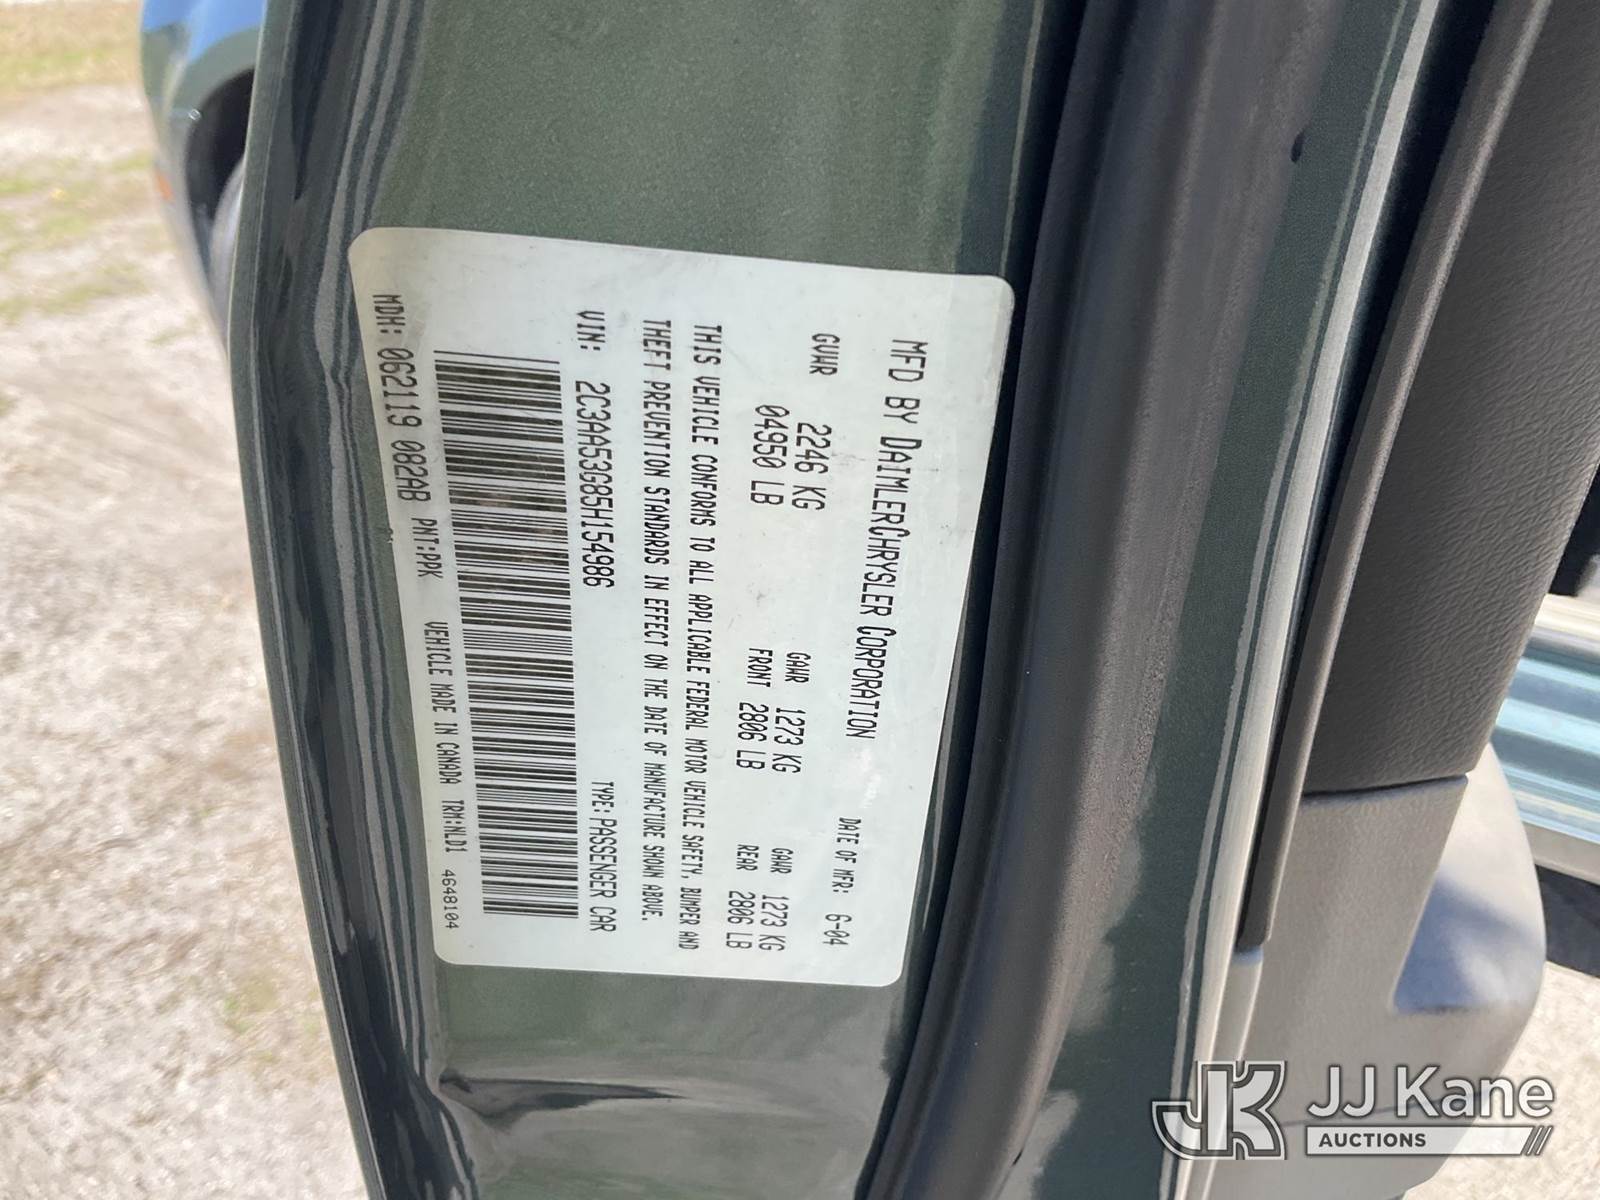 MFD BY DAIMLERCHRYSLER CORPORATION
DATE OF MFR: 6-04
GVWR 2246 KG
04950 LB
GAWR 1273 KG
FRONT 2806 LB
GAWR 1273 KG
REAR 2806 LB
THIS VEHICLE CONFORMS TO ALL APPLICABLE FEDERAL MOTOR VEHICLE SAFETY, BUMPER AND
THEFT PREVENTION STANDARDS IN EFFECT ON THE DATE OF MANUFACTURE SHOWN ABOVE.
VIN: 2C3AA53G85H154986 TYPE: PASSENGER CAR
MDH: 062119 082AB PNT:PPK VEHICLE MADE IN CANADA TRM:NLD1 4648104
JK JJ Kane
AUCTIONS